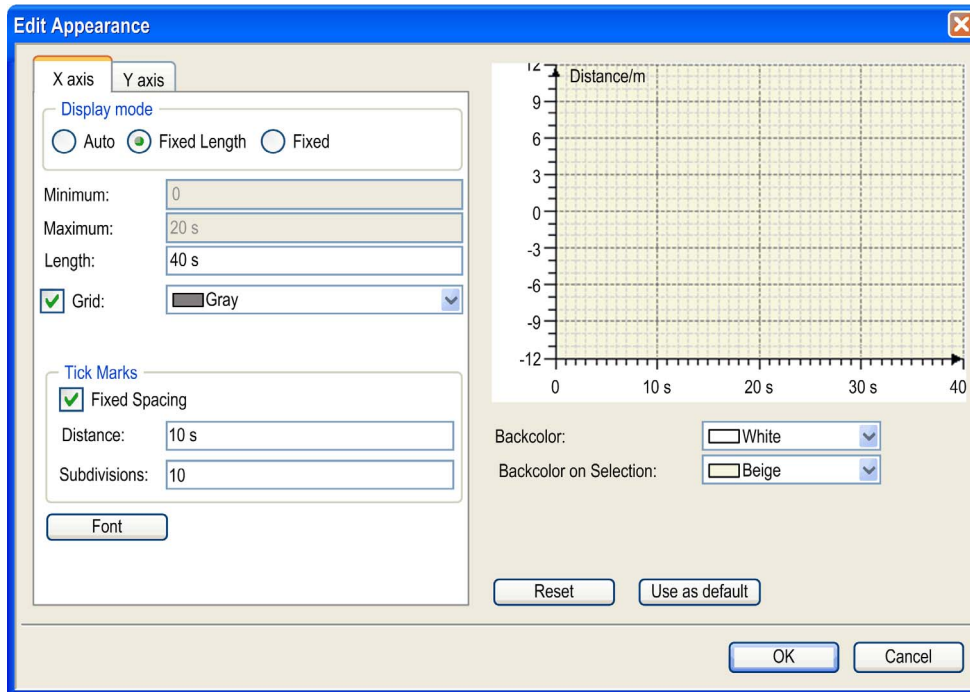 Edit Appearance
X axis Y axis
Display mode
Auto Fixed Length Fixed
Minimum: 0
Maximum: 20 s
Length: 40 s
Grid: Gray
Tick Marks
Fixed Spacing
Distance: 10 s
Subdivisions: 10
Font
Distance/m
12
9
6
3
0
-3
-6
-9
-12
0 10 s 20 s 30 s 40
Backcolor: White
Backcolor on Selection: Beige
Reset Use as default
OK Cancel